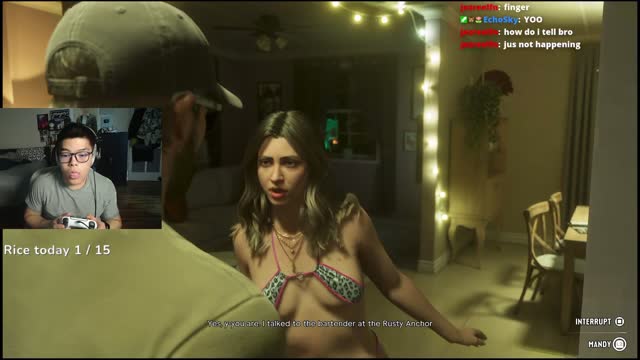 finger
EchoSky: YOO
how do I tell bro
jus not happening
Rice today 1 / 15
Yes, y-you are. I talked to the bartender at the Rusty Anchor
INTERRUPT
MANDY